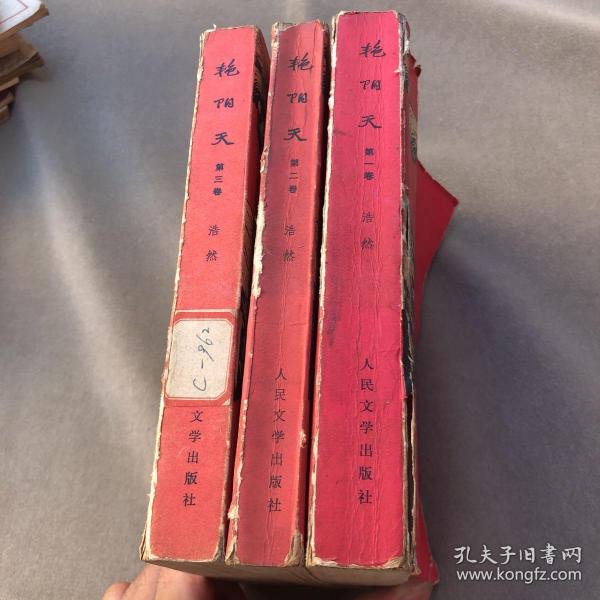 艳阳天
第三卷
浩然
C-962
文学出版社
艳阳天
第二卷
浩然
人民文学出版社
艳阳天
第一卷
浩然
人民文学出版社
孔夫子旧书网
www.kongfz.com